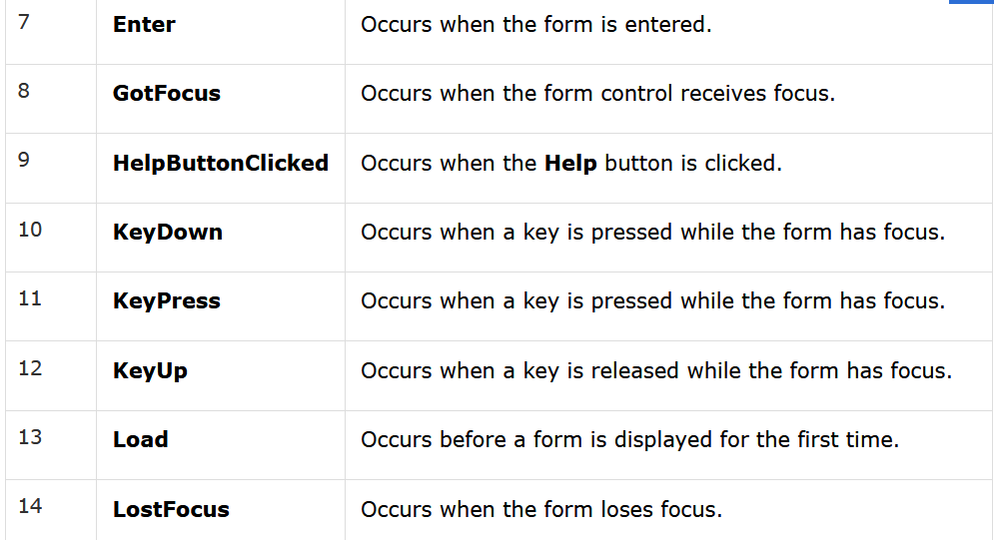 7 Enter Occurs when the form is entered.
8 GotFocus Occurs when the form control receives focus.
9 HelpButtonClicked Occurs when the Help button is clicked.
10 KeyDown Occurs when a key is pressed while the form has focus.
11 KeyPress Occurs when a key is pressed while the form has focus.
12 KeyUp Occurs when a key is released while the form has focus.
13 Load Occurs before a form is displayed for the first time.
14 LostFocus Occurs when the form loses focus.